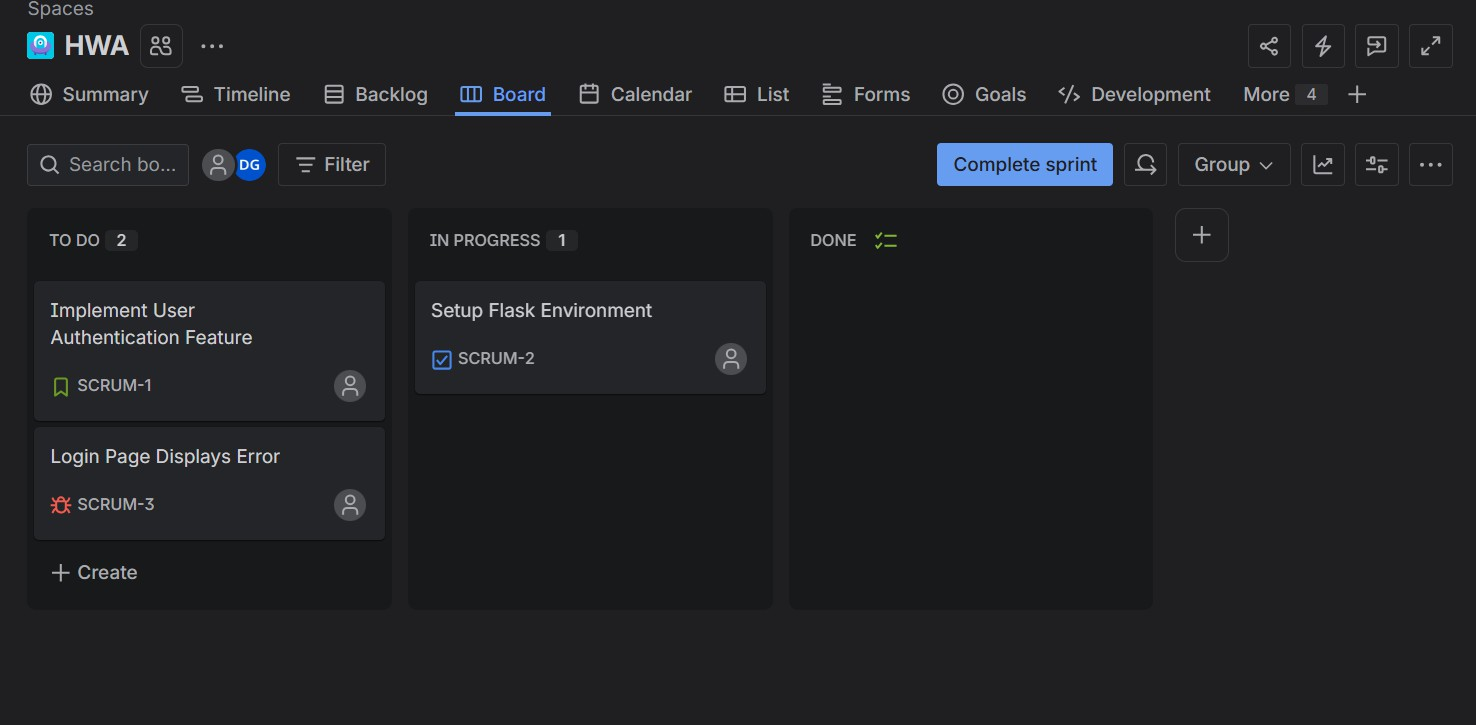 Spaces
HWA
Summary
Timeline
Backlog
Board
Calendar
List
Forms
Goals
Development
More 4
Search bo...
DG
Filter
Complete sprint
Group
TO DO 2
Implement User
Authentication Feature
SCRUM-1
Login Page Displays Error
SCRUM-3
Create
IN PROGRESS 1
Setup Flask Environment
SCRUM-2
DONE